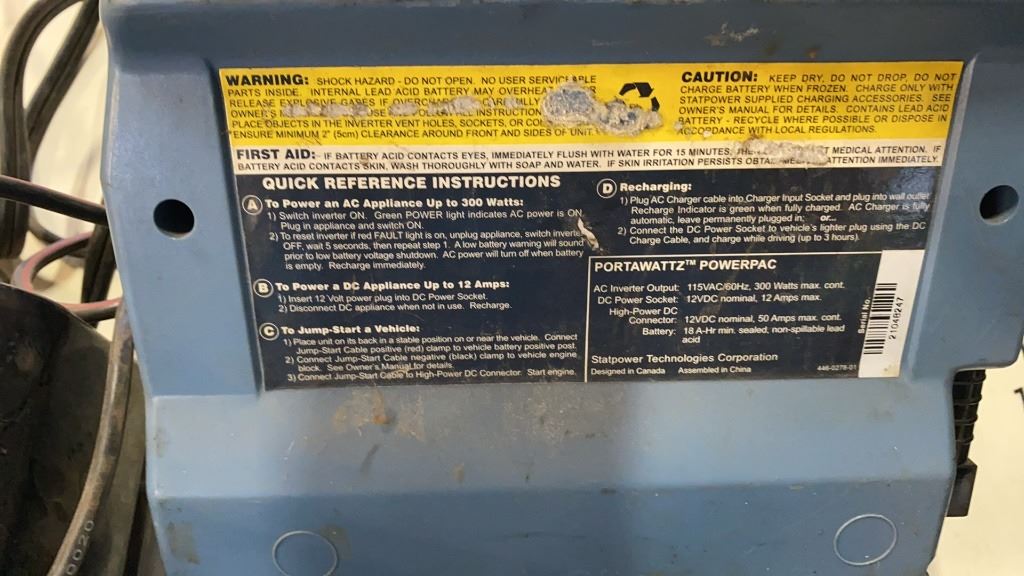 WARNING: SHOCK HAZARD - DO NOT OPEN. NO USER SERVICEABLE
PARTS INSIDE. INTERNAL LEAD ACID BATTERY MAY OVERHEAT
RELEASE EXPLOSIVE GASES IF OVERCHARGED.
OWNER'S INSTRUCTION
PLACE OBJECTS IN THE INVERTER VENT HOLES, SOCKETS, OR
ENSURE MINIMUM 2" (5cm) CLEARANCE AROUND FRONT AND SIDES OF UNIT.
CAUTION: KEEP DRY, DO NOT DROP, DO NOT
CHARGE BATTERY WHEN FROZEN. CHARGE ONLY WITH
STATPOWER SUPPLIED CHARGING ACCESSORIES. SEE
OWNER'S MANUAL FOR DETAILS. CONTAINS LEAD ACID
BATTERY - RECYCLE WHERE POSSIBLE OR DISPOSE IN
ACCORDANCE WITH LOCAL REGULATIONS.
FIRST AID:- IF BATTERY ACID CONTACTS EYES, IMMEDIATELY FLUSH WITH WATER FOR 15 MINUTES, MEDICAL ATTENTION. IF
BATTERY ACID CONTACTS SKIN, WASH THOROUGHLY WITH SOAP AND WATER. IF SKIN IRRITATION PERSISTS OBTAIN MEDICAL ATTENTION IMMEDIATELY.
QUICK REFERENCE INSTRUCTIONS
A To Power an AC Appliance Up to 300 Watts:
1) Switch inverter ON. Green POWER light indicates AC power is ON.
Plug in appliance and switch ON.
2) To reset inverter if red FAULT light is on, unplug appliance, switch inverter
OFF, wait 5 seconds, then repeat step 1. A low battery warning will sound
prior to low battery voltage shutdown. AC power will turn off when battery
is empty. Recharge immediately.
B To Power a DC Appliance Up to 12 Amps:
1) Insert 12 Volt power plug into DC Power Socket.
2) Disconnect DC appliance when not in use. Recharge.
C To Jump-Start a Vehicle:
1) Place unit on its back in a stable position on or near the vehicle. Connect
Jump-Start Cable positive (red) clamp to vehicle battery positive post.
2) Connect Jump-Start Cable negative (black) clamp to vehicle engine
block. See Owner's Manual for details.
3) Connect Jump-Start Cable to High-Power DC Connector. Start engine.
D Recharging:
1) Plug AC Charger cable into Charger Input Socket and plug into wall outlet
Recharge Indicator is green when fully charged. AC Charger is fully
automatic, leave permanently plugged in: or...
2) Connect the DC Power Socket to vehicle's lighter plug using the DC
Charge Cable, and charge while driving (up to 3 hours).
PORTAWATTZ™ POWERPAC
AC Inverter Output: 115VAC/60Hz, 300 Watts max. cont.
DC Power Socket: 12VDC nominal, 12 Amps max.
High-Power DC
Connector: 12VDC nominal, 50 Amps max. cont.
Battery: 18 A-Hr min. sealed, non-spillable lead
acid
Statpower Technologies Corporation
Designed in Canada Assembled in China
446-0278-01
Serial No.
21046247
0020